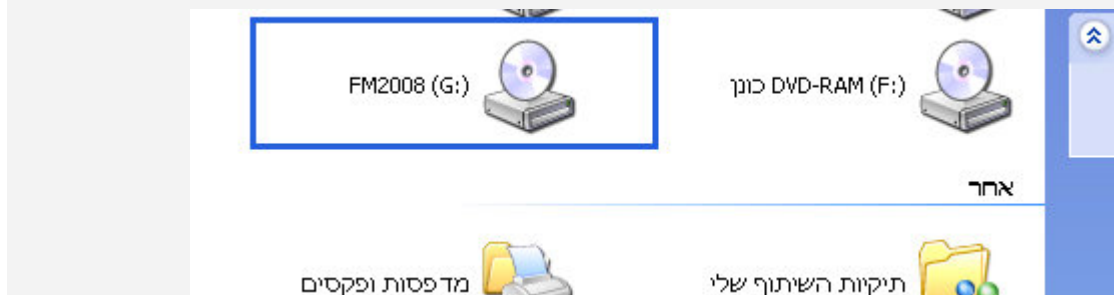 כונן DVD-RAM (F:)
FM2008 (G:)
אחר
תיקיות השיתוף שלי
מדפסות ופקסים